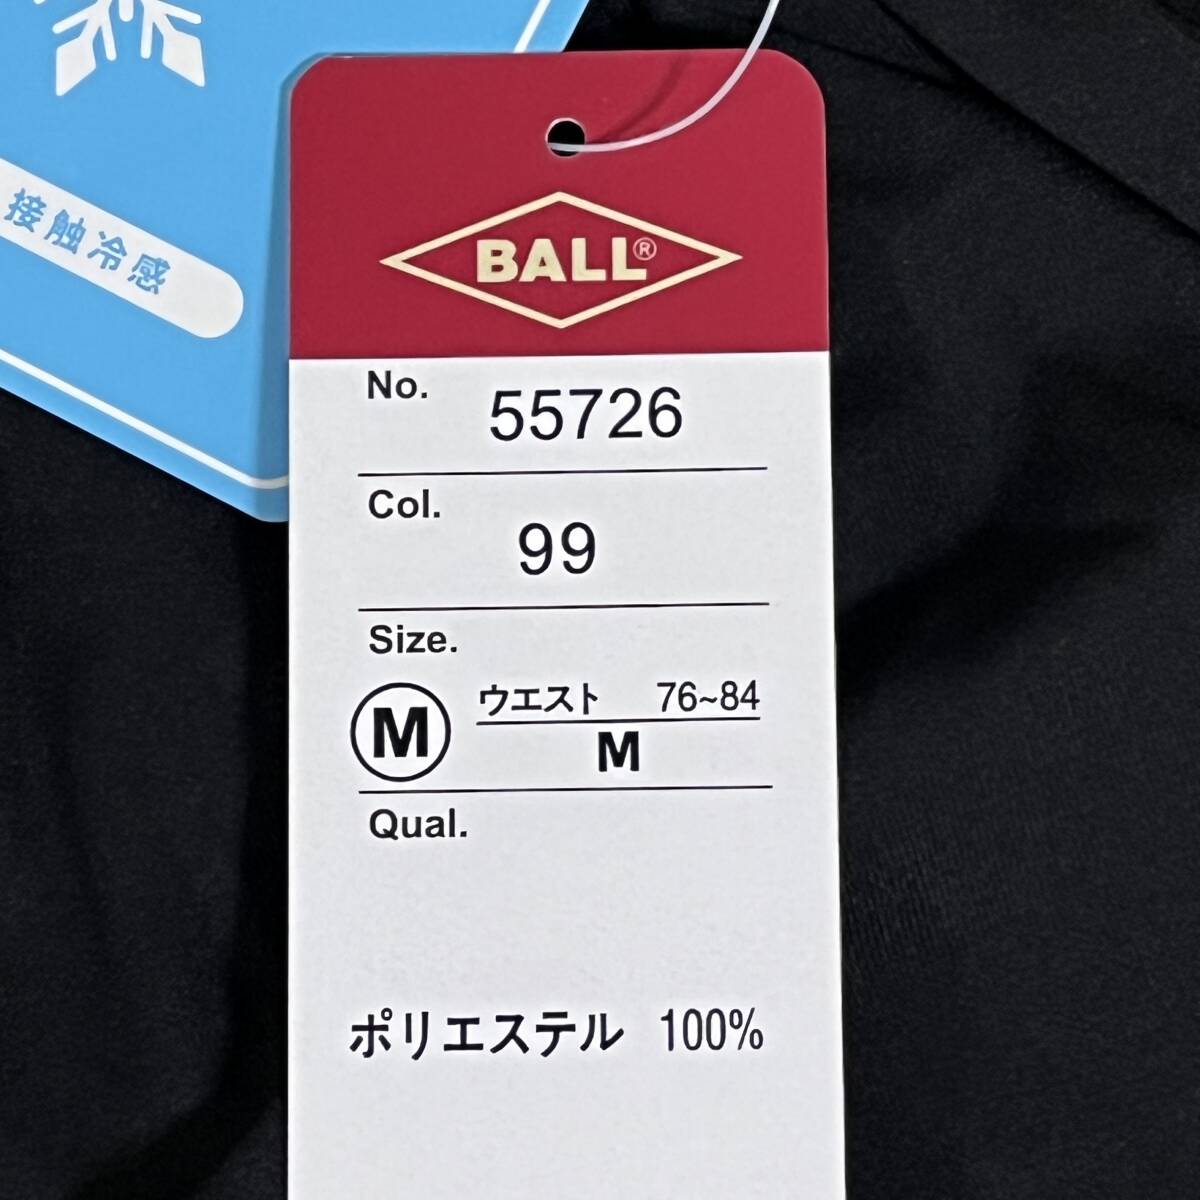 接触冷感
BALL®
No. 55726
Col. 99
Size.
M ウエスト 76~84
M
Qual.
ポリエステル 100%